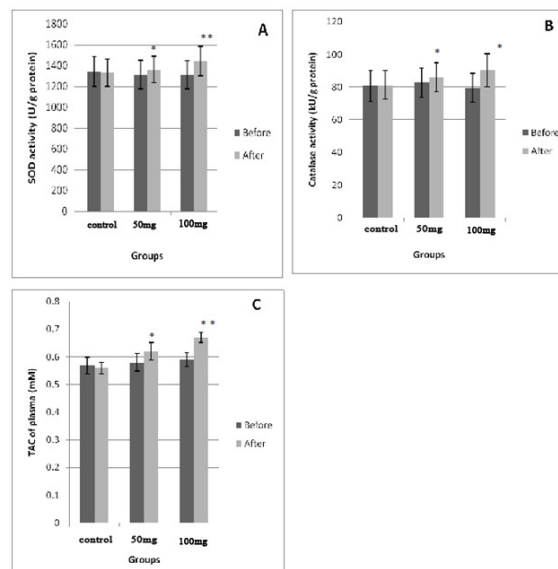 A
SOD activity (U/g protein)
1800
1600
1400
1200
1000
800
600
400
200
0
*
* *
control 50mg 100mg
Groups
Before
After
B
Catalase activity (kU/g protein)
120
100
80
60
40
20
0
*
*
control 50mg 100mg
Groups
Before
After
C
TAC of plasma (mM)
0.8
0.7
0.6
0.5
0.4
0.3
0.2
0.1
0
*
* *
control 50mg 100mg
Groups
Before
After